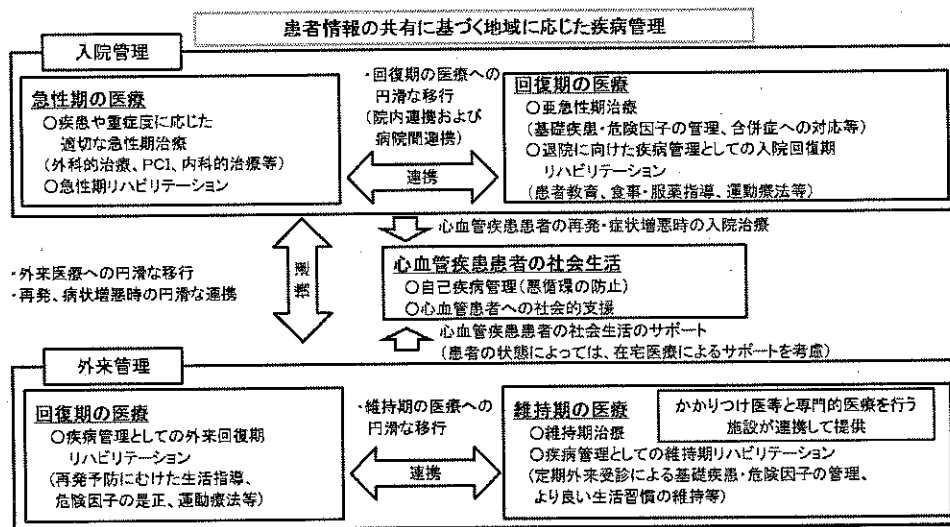 患者情報の共有に基づく地域に応じた疾病管理
入院管理
急性期の医療
○疾患や重症度に応じた
適切な急性期治療
(外科的治療、PCI、内科的治療等)
○急性期リハビリテーション
・回復期の医療への
円滑な移行
(院内連携および
病院間連携)
連携
回復期の医療
○亜急性期治療
(基礎疾患・危険因子の管理、合併症への対応等)
○退院に向けた疾病管理としての入院回復期
リハビリテーション
(患者教育、食事・服薬指導、運動療法等)
・外来医療への円滑な移行
・再発、病状増悪時の円滑な連携
連携
心血管疾患患者の再発・症状増悪時の入院治療
心血管疾患患者の社会生活
○自己疾病管理(悪循環の防止)
○心血管患者への社会的支援
心血管疾患患者の社会生活のサポート
(患者の状態によっては、在宅医療によるサポートを考慮)
外来管理
回復期の医療
○疾病管理としての外来回復期
リハビリテーション
(再発予防にむけた生活指導、
危険因子の是正、運動療法等)
・維持期の医療への
円滑な移行
連携
維持期の医療
かかりつけ医等と専門的医療を行う
施設が連携して提供
○維持期治療
○疾病管理としての維持期リハビリテーション
(定期外来受診による基礎疾患・危険因子の管理、
より良い生活習慣の維持等)